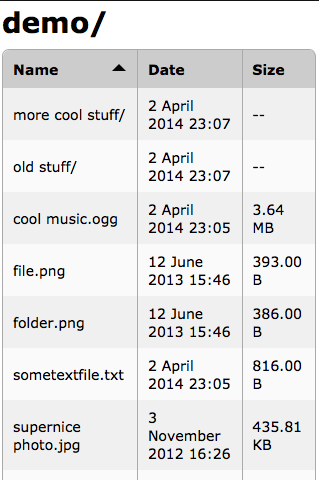 demo/
Name Date Size
more cool stuff/ 2 April
2014 23:07 --
old stuff/ 2 April
2014 23:07 --
cool music.ogg 2 April
2014 23:05 3.64
MB
file.png 12 June
2013 15:46 393.00
B
folder.png 12 June
2013 15:46 386.00
B
sometextfile.txt 2 April
2014 23:05 816.00
B
supernice
photo.jpg 3
November
2012 16:26 435.81
KB